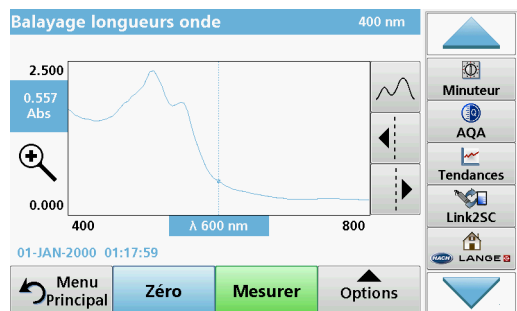 Balayage longueurs onde 400 nm
2.500
0.557
Abs
0.000
400 λ 600 nm 800
01-JAN-2000 01:17:59
Menu
Principal
Zéro
Mesurer
Options
Minuteur
AQA
Tendances
Link2SC
HACH LANGE